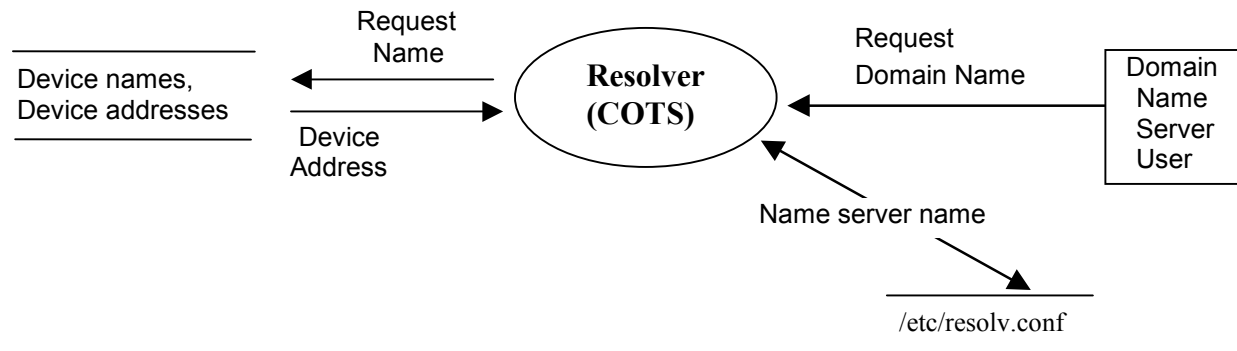 Request
Name
Device names,
Device addresses
Device
Address
Resolver
(COTS)
Request
Domain Name
Domain
Name
Server
User
Name server name
/etc/resolv.conf